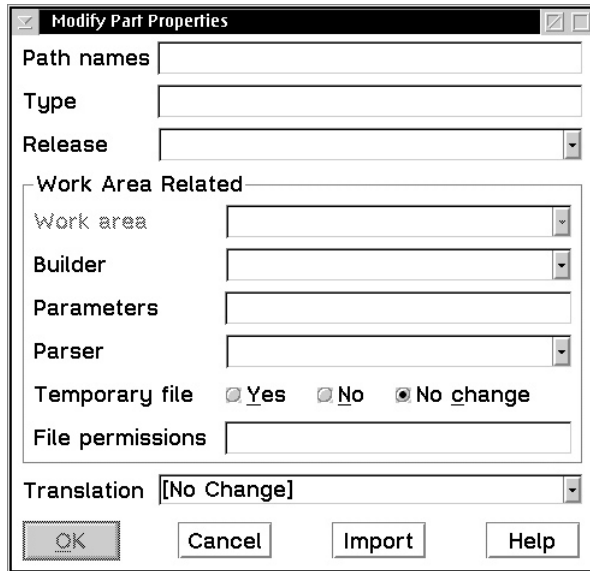 Modify Part Properties
Path names
Type
Release
Work Area Related
Work area
Builder
Parameters
Parser
Temporary file Yes No No change
File permissions
Translation [No Change]
OK Cancel Import Help